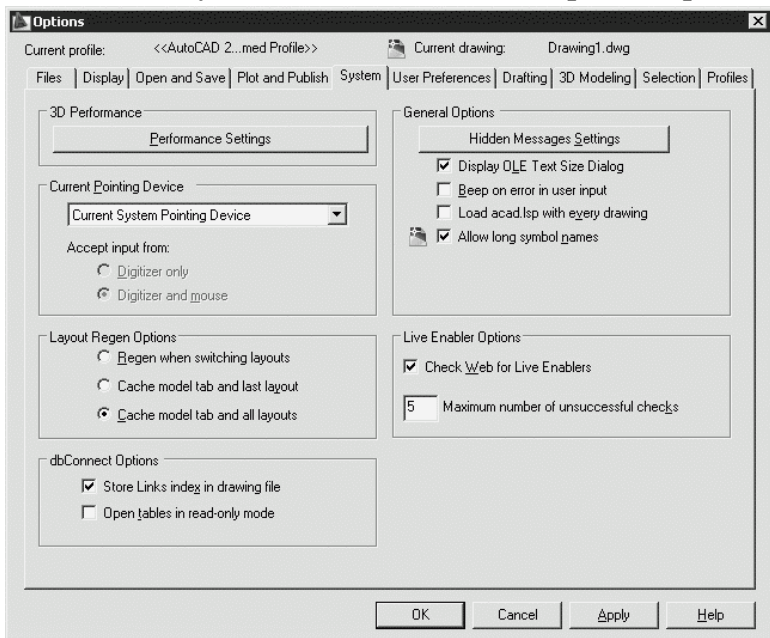 Options
Current profile: <<AutoCAD 2...med Profile>> Current drawing: Drawing1.dwg
Files Display Open and Save Plot and Publish System User Preferences Drafting 3D Modeling Selection Profiles
3D Performance
Performance Settings
Current Pointing Device
Current System Pointing Device
Accept input from:
Digitizer only
Digitizer and mouse
Layout Regen Options
Regen when switching layouts
Cache model tab and last layout
Cache model tab and all layouts
dbConnect Options
Store Links index in drawing file
Open tables in read-only mode
General Options
Hidden Messages Settings
Display OLE Text Size Dialog
Beep on error in user input
Load acad.lsp with every drawing
Allow long symbol names
Live Enabler Options
Check Web for Live Enablers
5 Maximum number of unsuccessful checks
OK Cancel Apply Help